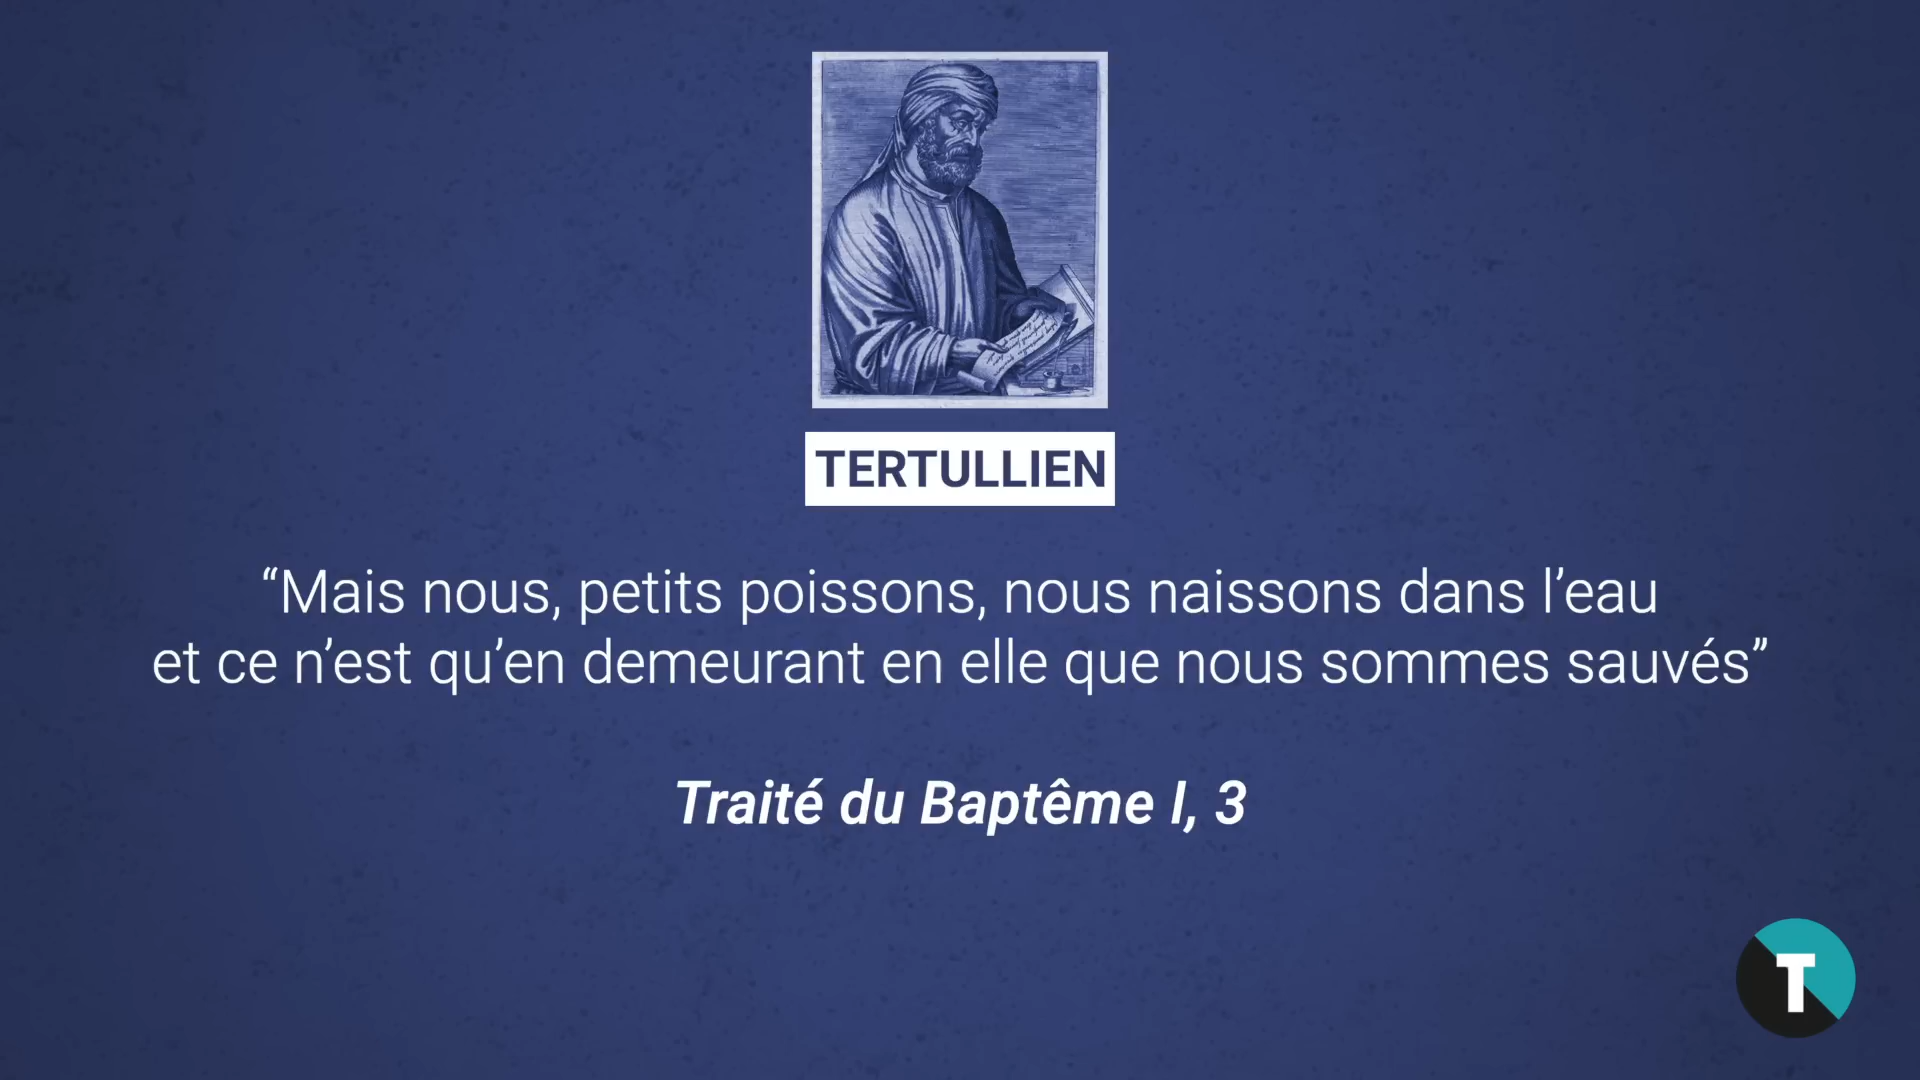 TERTULLIEN
“Mais nous, petits poissons, nous naissons dans l’eau
et ce n’est qu’en demeurant en elle que nous sommes sauvés”
Traité du Baptême I, 3
T